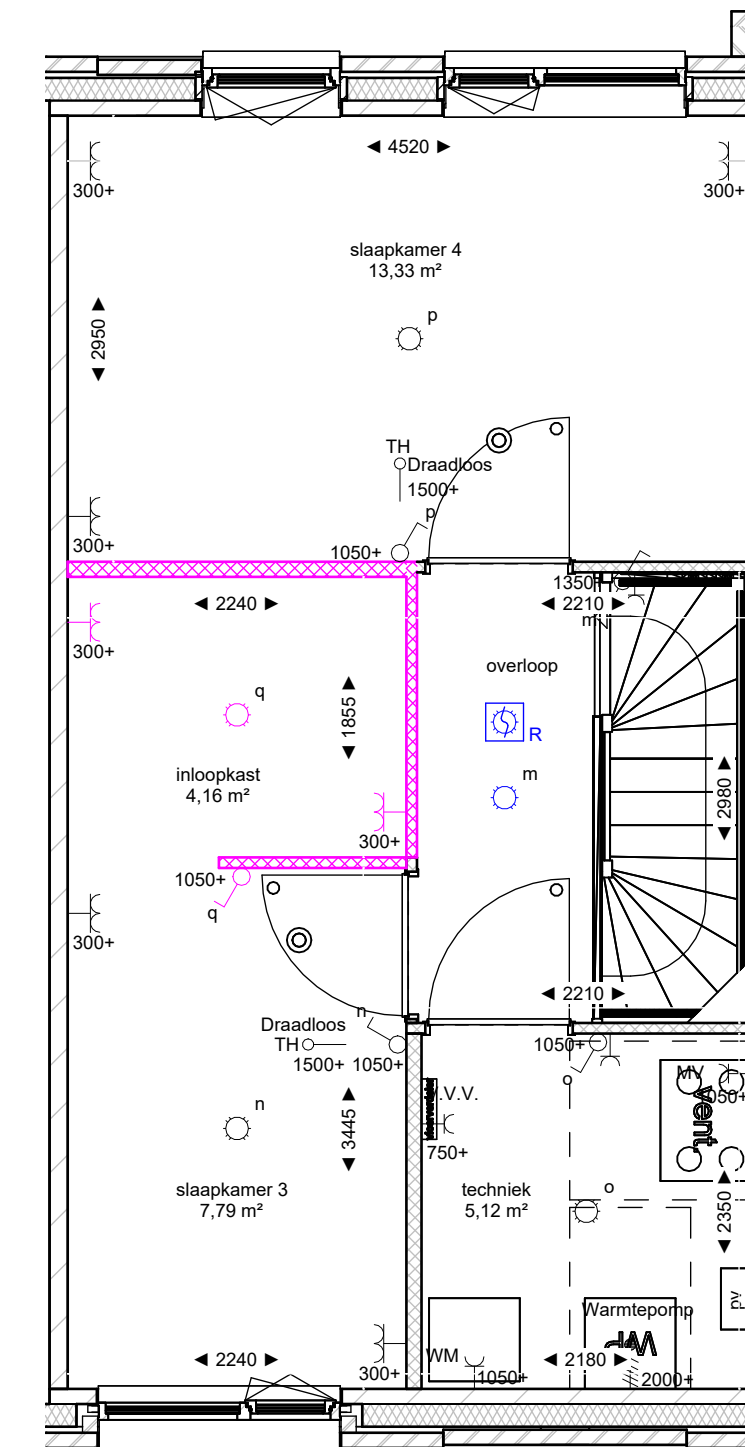 4520
300+
300+
slaapkamer 4
13,33 m²
2950
p
TH
Draadloos
1500+
p
300+
1050+
1350+
2240
2210
m
300+
overloop
q
1855
R
inloopkast
4,16 m²
m
2980
300+
1050+
q
300+
2210
n
Draadloos
TH
1500+ 1050+
1050+
o
MV
050+
vent.
V.V.V.
n
3445
750+
slaapkamer 3
7,79 m²
techniek
5,12 m²
o
2350
pv
Warmtepomp
WM
2240
300+
1050+
2180
2000+